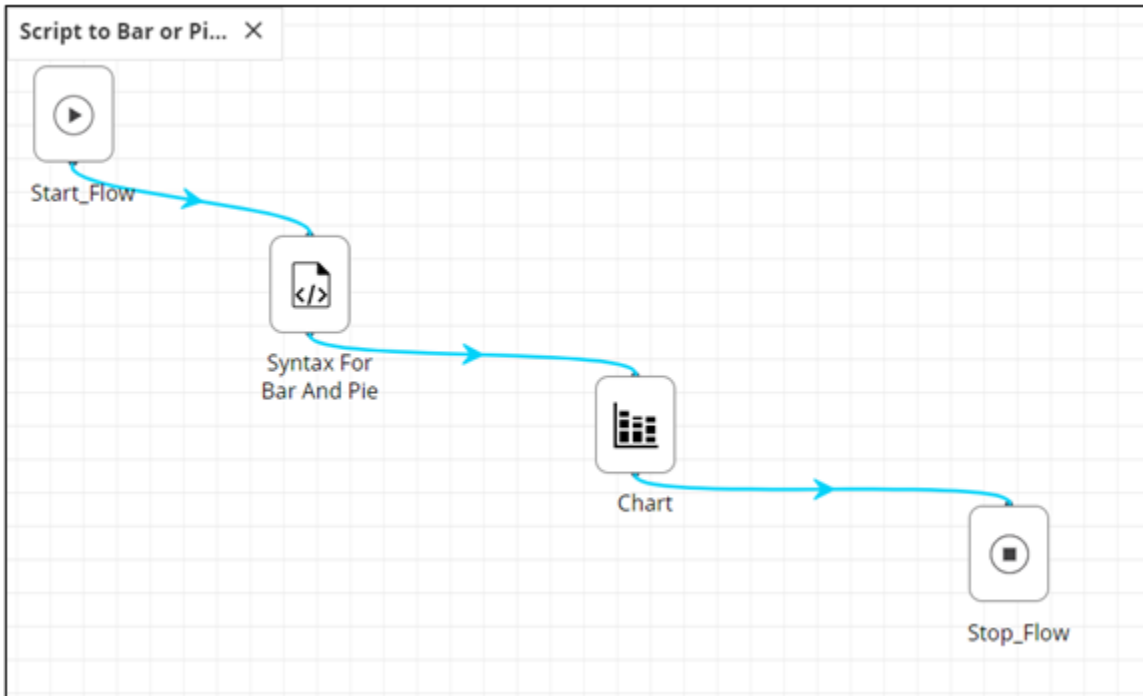 Script to Bar or Pi...
Start_Flow
</>
Syntax For
Bar And Pie
Chart
Stop_Flow